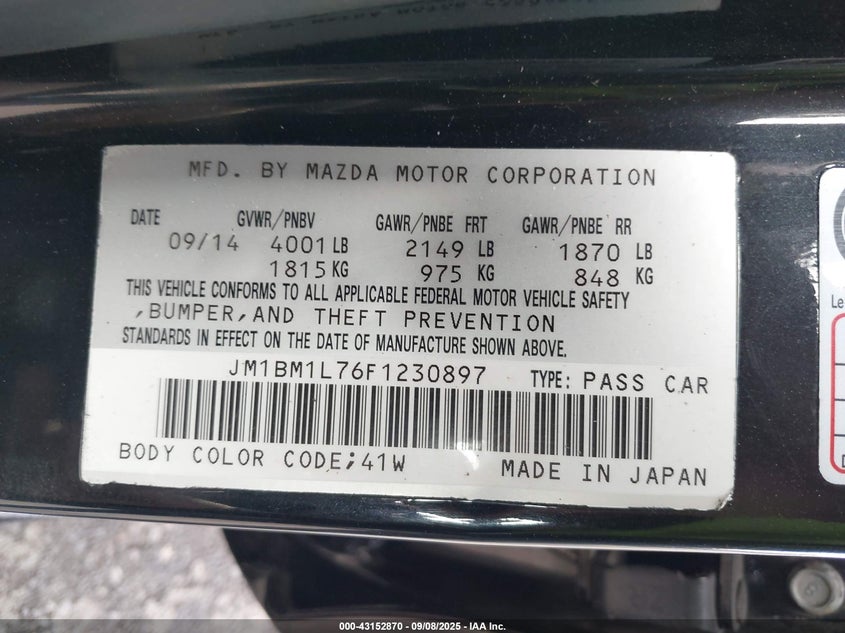 MFD. BY MAZDA MOTOR CORPORATION
DATE GVWR/PNBV GAWR/PNBE FRT GAWR/PNBE RR
09/14 4001 LB 2149 LB 1870 LB
1815 KG 975 KG 848 KG
THIS VEHICLE CONFORMS TO ALL APPLICABLE FEDERAL MOTOR VEHICLE SAFETY
,BUMPER,AND THEFT PREVENTION
STANDARDS IN EFFECT ON THE DATE OF MANUFACTURE SHOWN ABOVE.
JM1BM1L76F1230897 TYPE: PASS CAR
BODY COLOR CODE;41W MADE IN JAPAN
Le
000-43152870 - 09/08/2025 - IAA Inc.